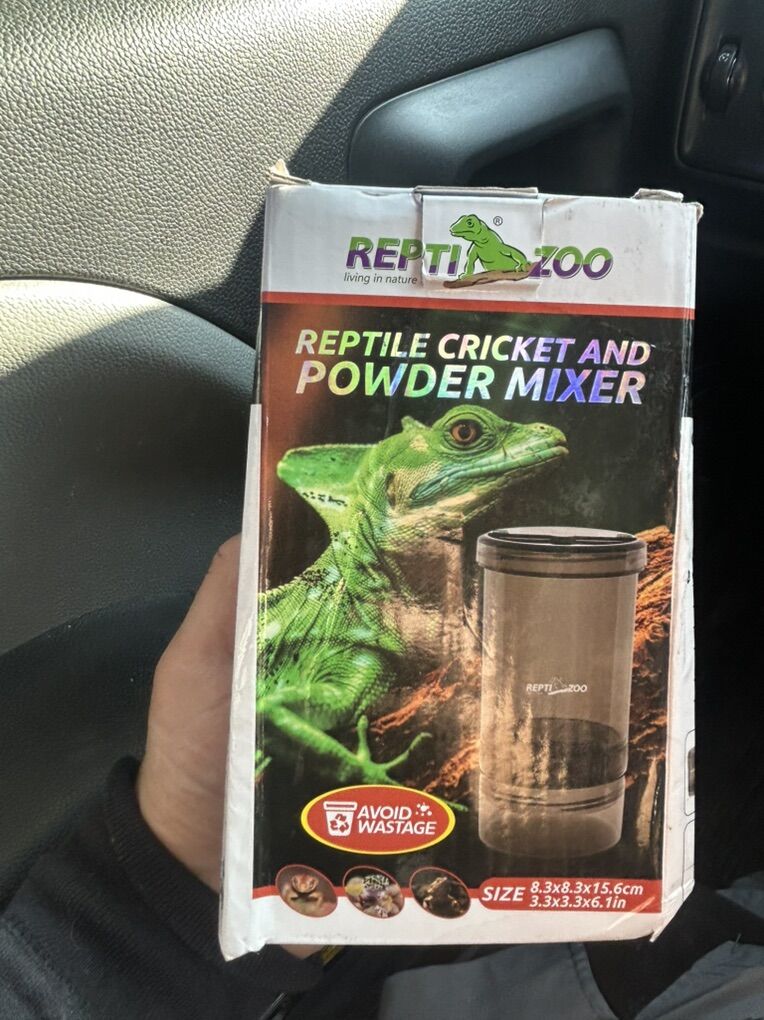 REPTI ZOO ®
living in nature
REPTILE CRICKET AND
POWDER MIXER
REPTI ZOO
AVOID
WASTAGE
SIZE 8.3x8.3x15.6cm
3.3x3.3x6.1in